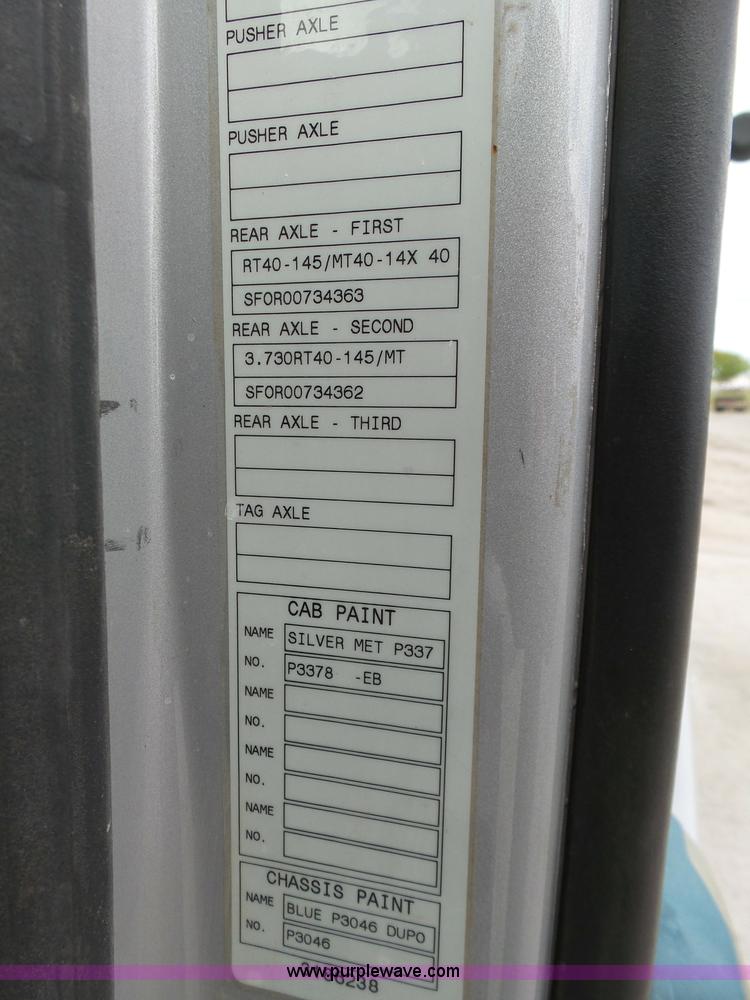 PUSHER AXLE
PUSHER AXLE
REAR AXLE - FIRST
RT40-145/MT40-14X 40
SFOR00734363
REAR AXLE - SECOND
3.730RT40-145/MT
SFOR00734362
REAR AXLE - THIRD
TAG AXLE
CAB PAINT
NAME SILVER MET P337
NO. P3378 -EB
NAME
NO.
NAME
NO.
NAME
NO.
CHASSIS PAINT
NAME BLUE P3046 DUPO
NO. P3046
www.purplewave.com